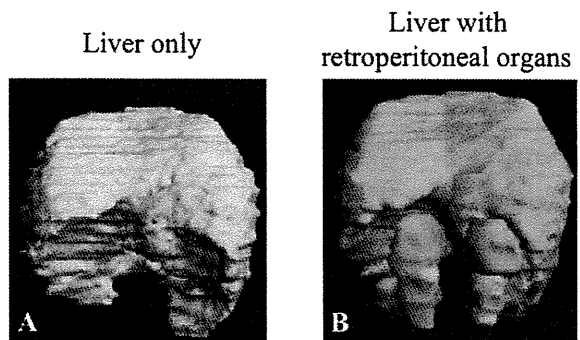 Liver only
Liver with
retroperitoneal organs
A
B